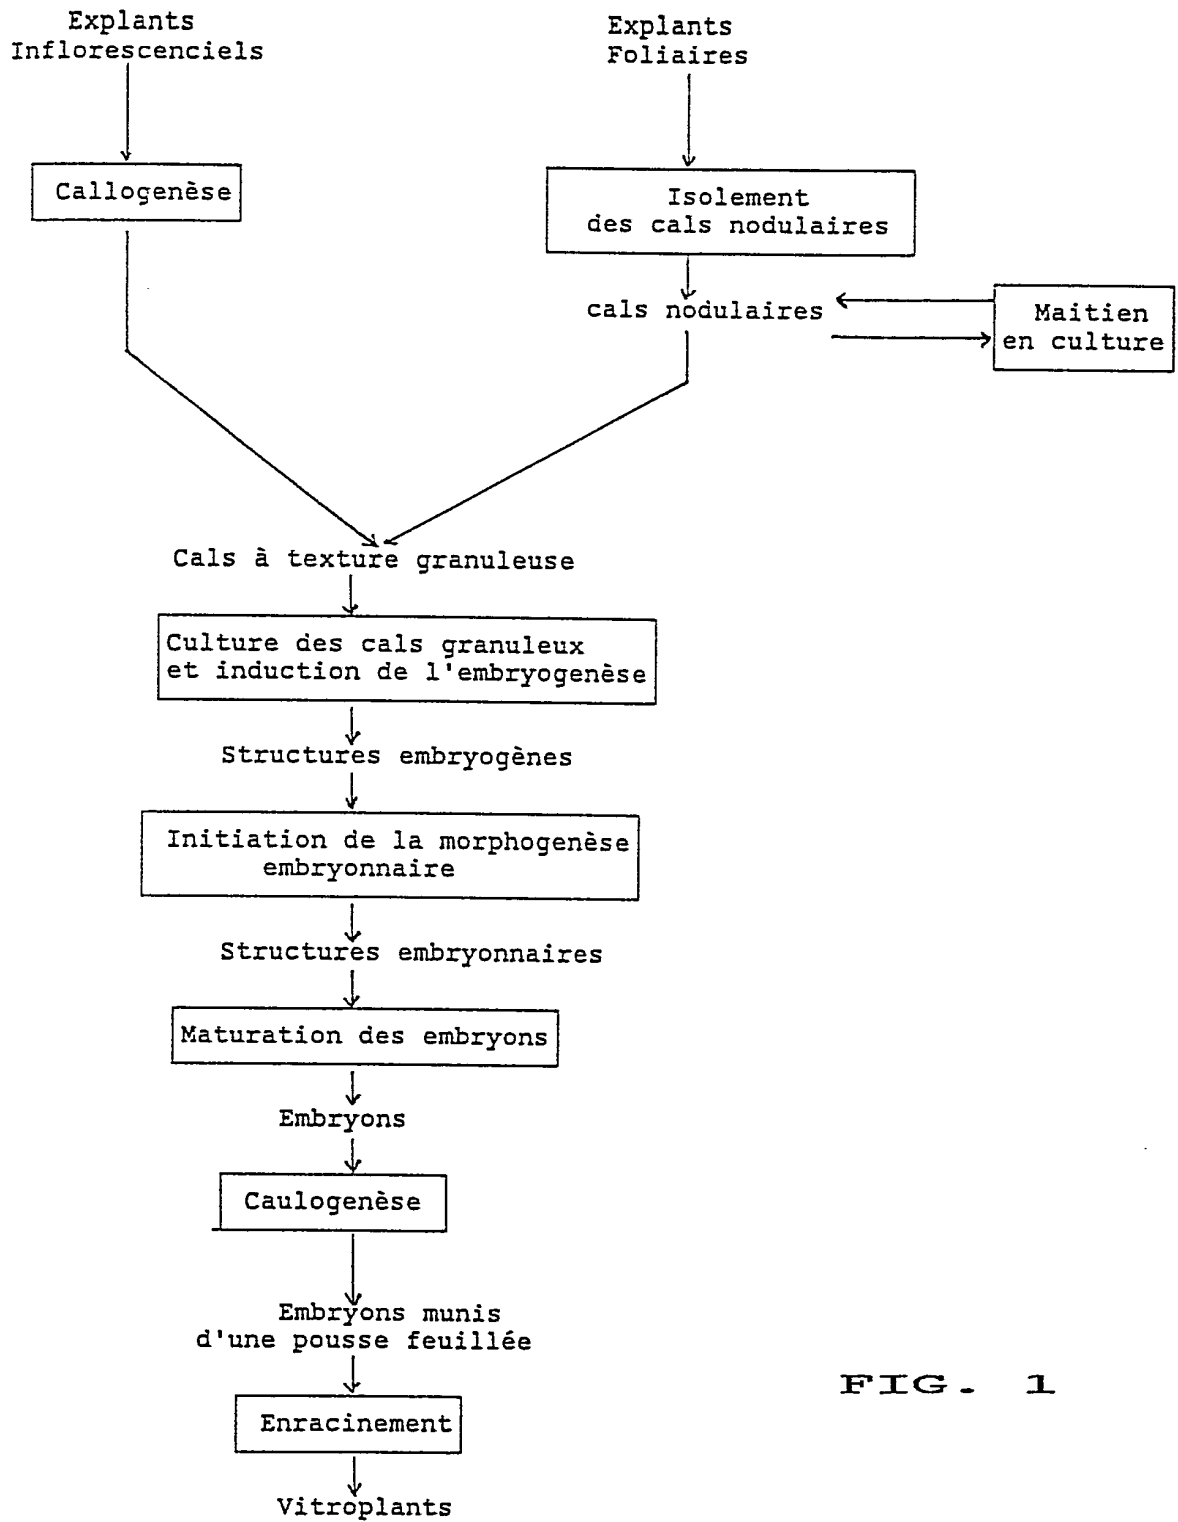 Explants
Inflorescenciels
Explants
Foliaires
Callogenèse
Isolement
des cals nodulaires
cals nodulaires
Maitien
en culture
Cals à texture granuleuse
Culture des cals granuleux
et induction de l'embryogenèse
Structures embryogènes
Initiation de la morphogenèse
embryonnaire
Structures embryonnaires
Maturation des embryons
Embryons
Caulogenèse
Embryons munis
d'une pousse feuillée
Enracinement
Vitroplants
FIG. 1